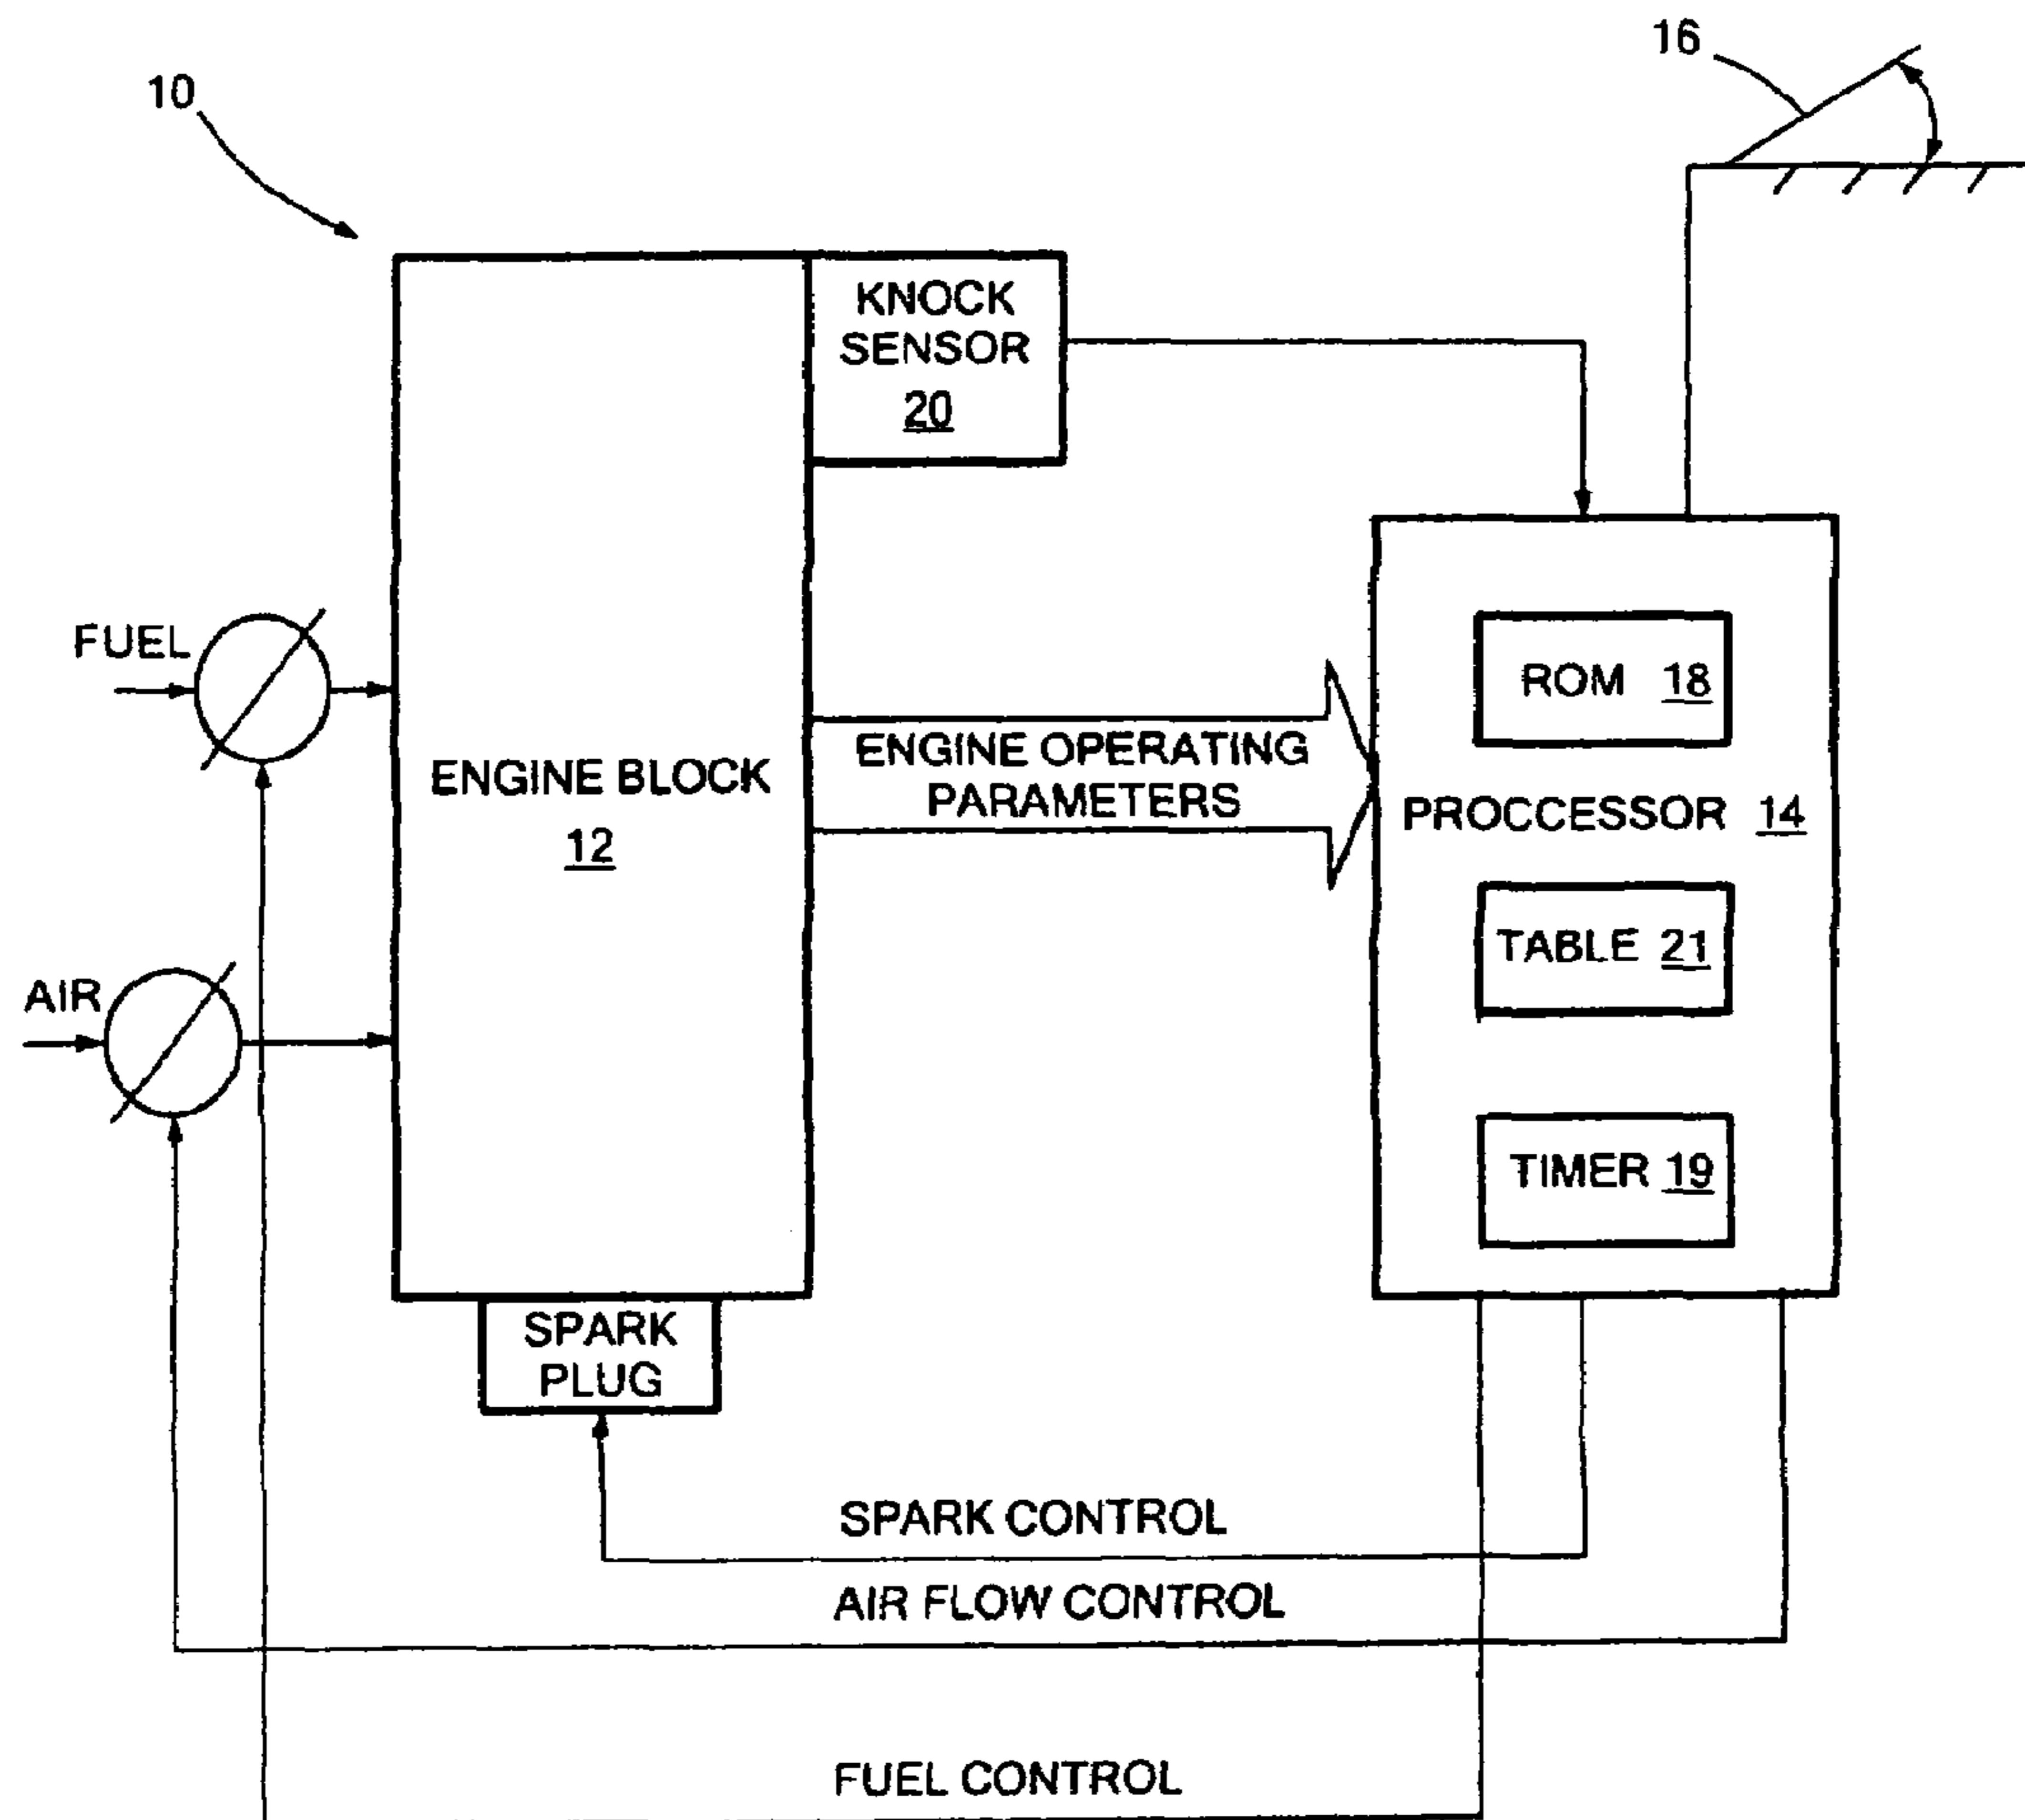 16
10
KNOCK
SENSOR
20
FUEL
ROM 18
ENGINE BLOCK
12
ENGINE OPERATING
PARAMETERS
PROCCESSOR 14
TABLE 21
AIR
TIMER 19
SPARK
PLUG
SPARK CONTROL
AIR FLOW CONTROL
FUEL CONTROL